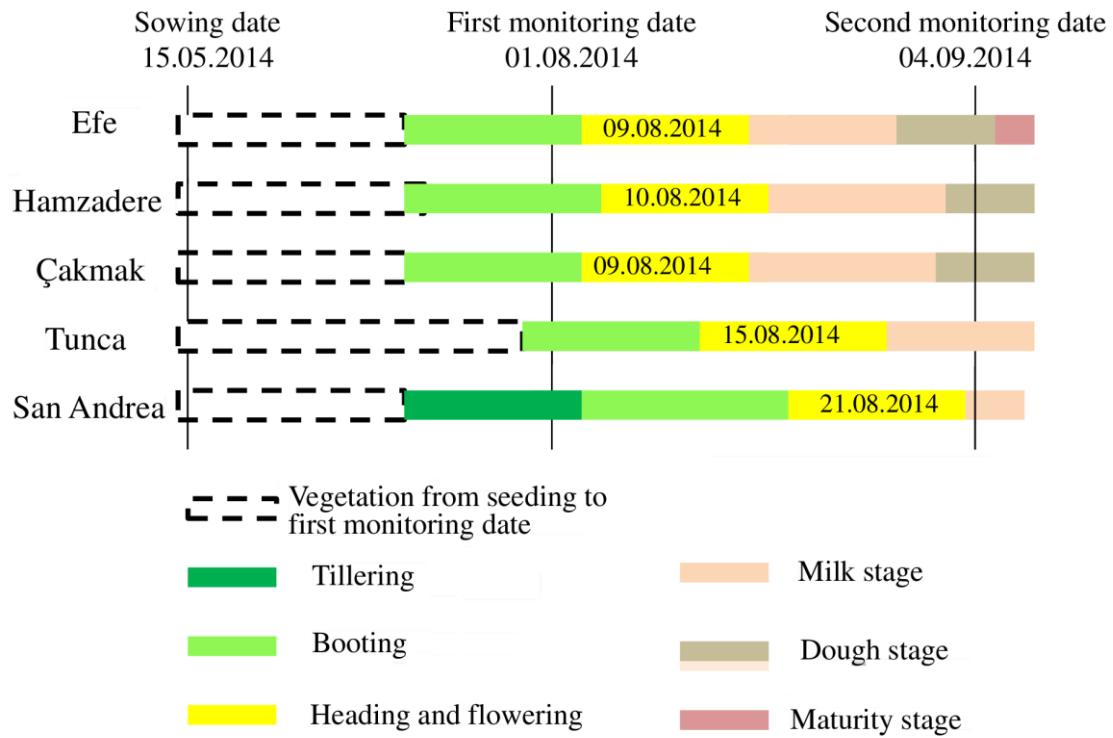 Sowing date
15.05.2014
First monitoring date
01.08.2014
Second monitoring date
04.09.2014
Efe
09.08.2014
Hamzadere
10.08.2014
Çakmak
09.08.2014
Tunca
15.08.2014
San Andrea
21.08.2014
Vegetation from seeding to
first monitoring date
Tillering
Milk stage
Booting
Dough stage
Heading and flowering
Maturity stage